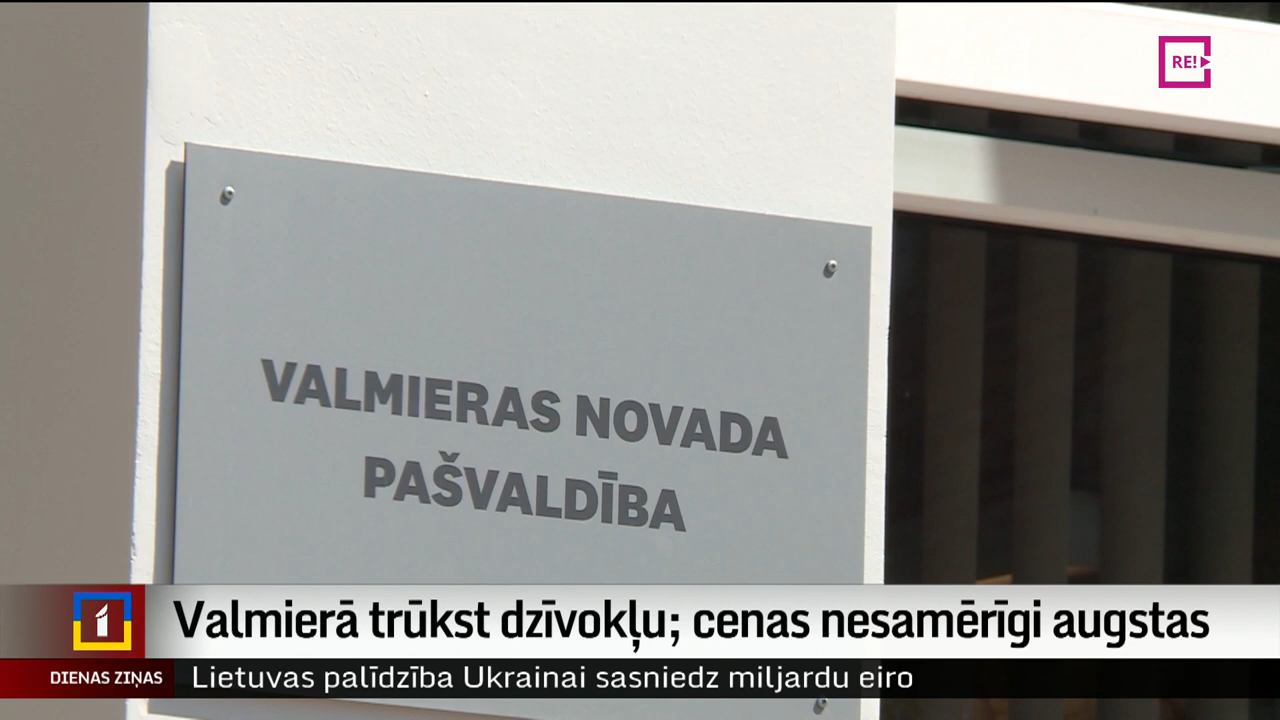 RE!
VALMIERAS NOVADA
PAŠVALDĪBA
1
Valmierā trūkst dzīvokļu; cenas nesamērīgi augstas
DIENAS ZIŅAS
Lietuvas palīdzība Ukrainai sasniedz miljardu eiro